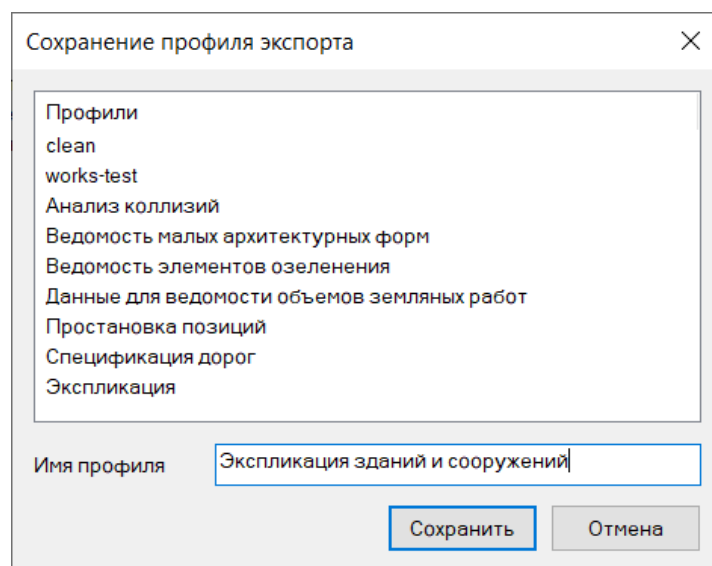 Сохранение профиля экспорта
Профили
clean
works-test
Анализ коллизий
Ведомость малых архитектурных форм
Ведомость элементов озеленения
Данные для ведомости объемов земляных работ
Простановка позиций
Спецификация дорог
Экспликация
Имя профиля Экспликация зданий и сооружений
Сохранить Отмена